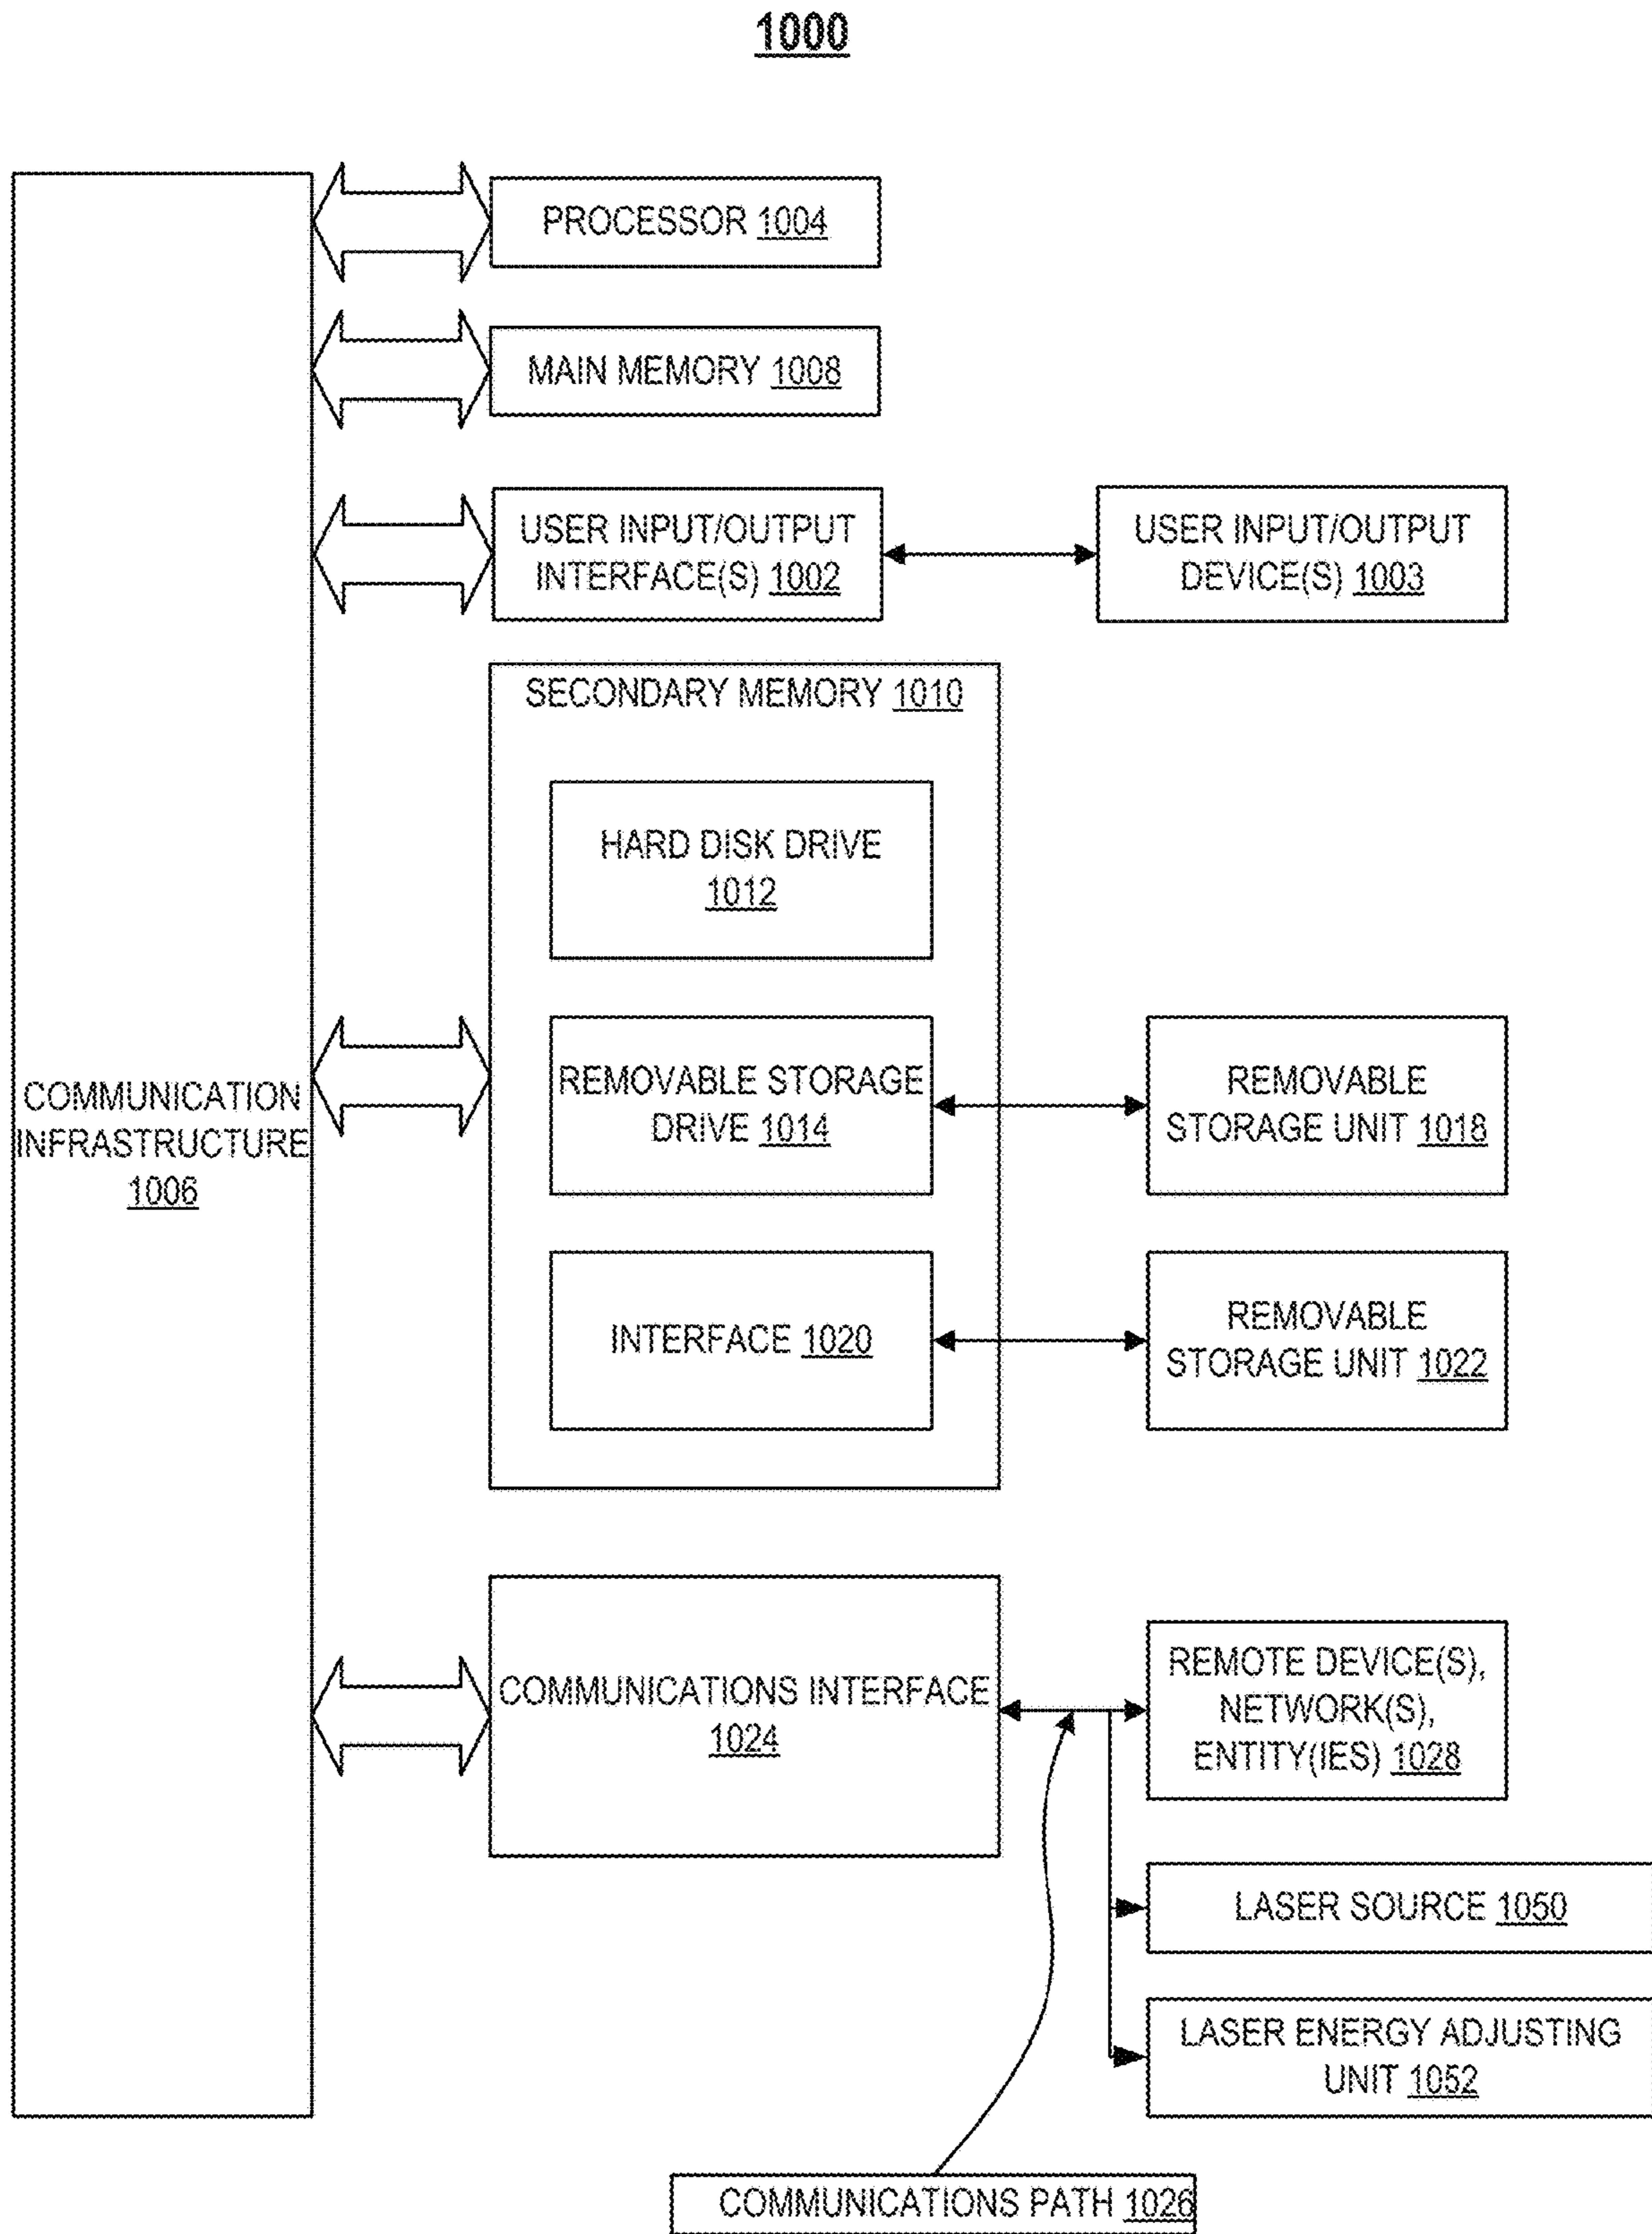 1000
PROCESSOR 1004
MAIN MEMORY 1008
USER INPUT/OUTPUT
INTERFACE(S) 1002
USER INPUT/OUTPUT
DEVICE(S) 1003
SECONDARY MEMORY 1010
HARD DISK DRIVE
1012
COMMUNICATION
INFRASTRUCTURE
1006
REMOVABLE STORAGE
DRIVE 1014
REMOVABLE
STORAGE UNIT 1018
INTERFACE 1020
REMOVABLE
STORAGE UNIT 1022
COMMUNICATIONS INTERFACE
1024
REMOTE DEVICE(S),
NETWORK(S),
ENTITY(IES) 1028
LASER SOURCE 1050
LASER ENERGY ADJUSTING
UNIT 1052
COMMUNICATIONS PATH 1026